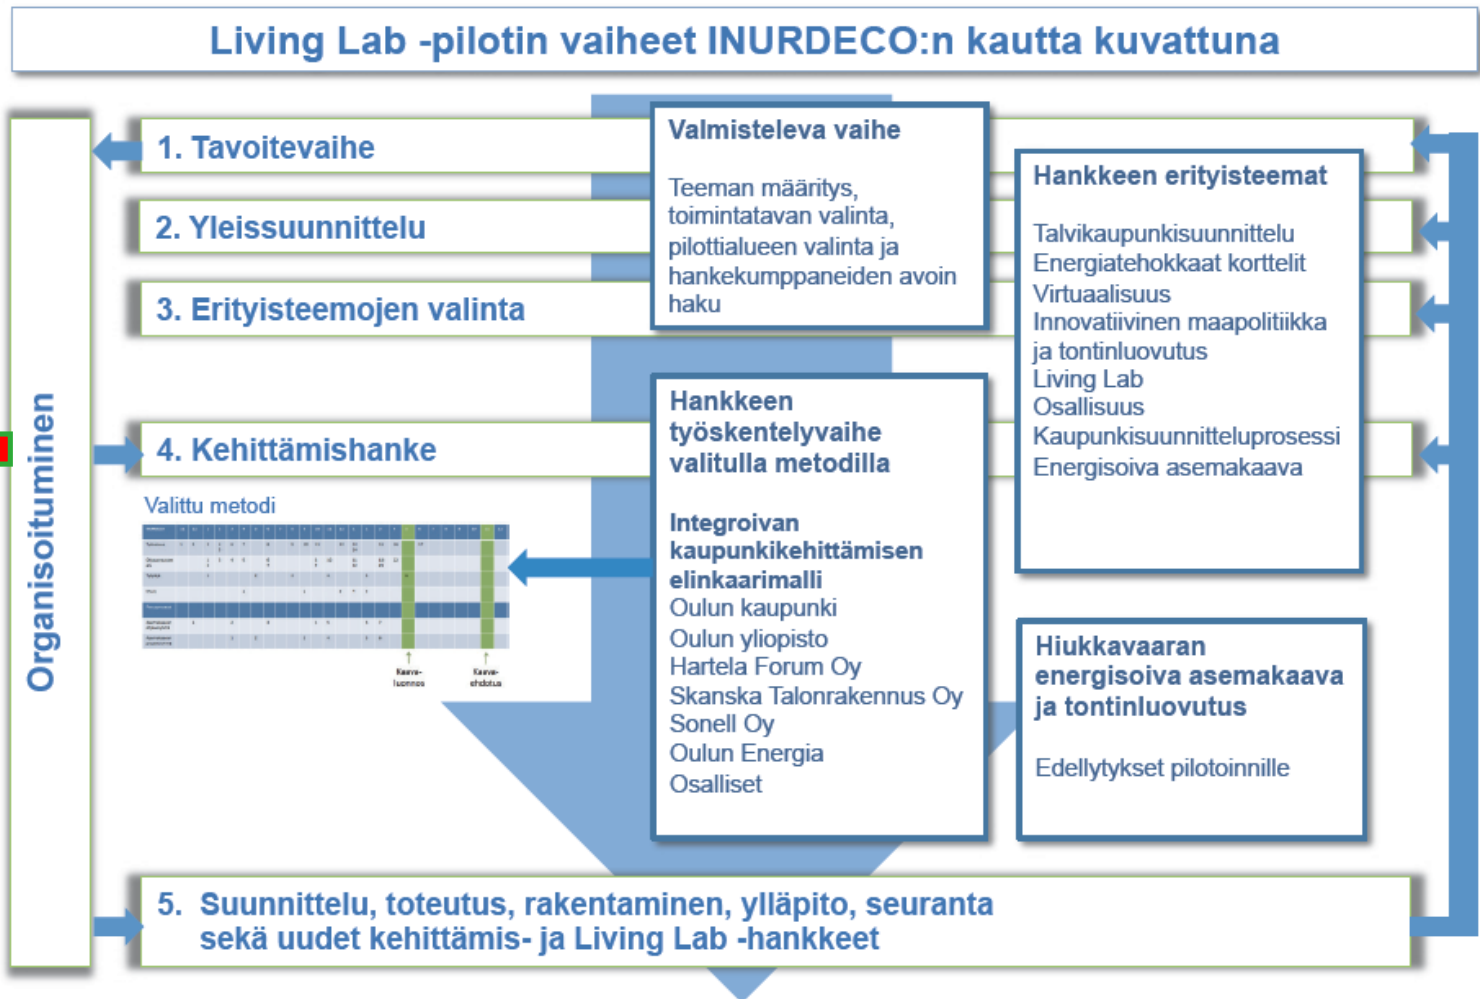 Living Lab -pilotin vaiheet INURDECO:n kautta kuvattuna
Organisoituminen
1. Tavoitevaihe
2. Yleissuunnittelu
3. Erityisteemojen valinta
4. Kehittämishanke
Valittu metodi
Kaava-
luonnos
Kaava-
ehdotus
Valmisteleva vaihe
Teeman määritys,
toimintatavan valinta,
pilottialueen valinta ja
hankekumppaneiden avoin
haku
Hankkeen
työskentelyvaihe
valitulla metodilla
Integroivan
kaupunkikehittämisen
elinkaarimalli
Oulun kaupunki
Oulun yliopisto
Hartela Forum Oy
Skanska Talonrakennus Oy
Sonell Oy
Oulun Energia
Osalliset
Hankkeen erityisteemat
Talvikaupunkisuunnittelu
Energiatehokkaat korttelit
Virtuaalisuus
Innovatiivinen maapolitiikka
ja tontinluovutus
Living Lab
Osallisuus
Kaupunkisuunnitteluprosessi
Energisoiva asemakaava
Hiukkavaaran
energisoiva asemakaava
ja tontinluovutus
Edellytykset pilotoinnille
5. Suunnittelu, toteutus, rakentaminen, ylläpito, seuranta
sekä uudet kehittämis- ja Living Lab -hankkeet